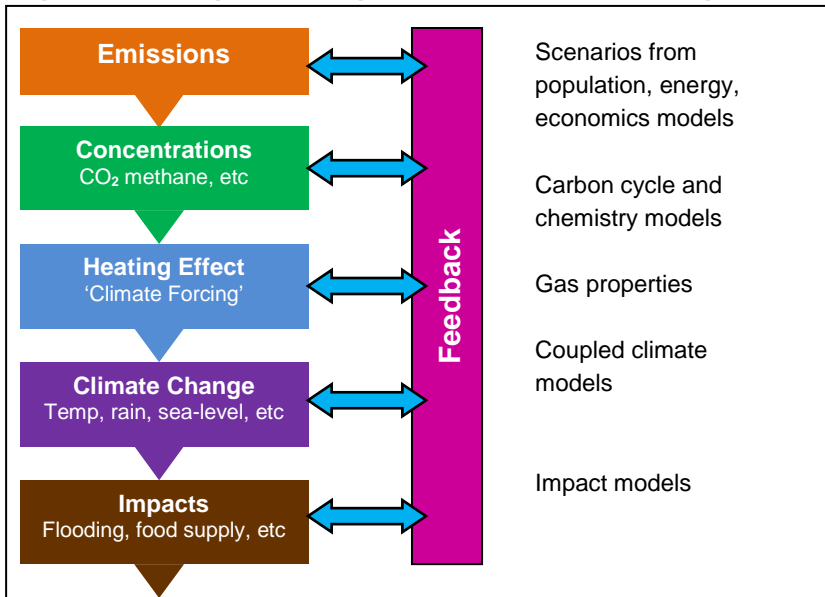 Emissions
Concentrations
CO₂ methane, etc
Heating Effect
‘Climate Forcing’
Climate Change
Temp, rain, sea-level, etc
Impacts
Flooding, food supply, etc
Feedback
Scenarios from
population, energy,
economics models
Carbon cycle and
chemistry models
Gas properties
Coupled climate
models
Impact models